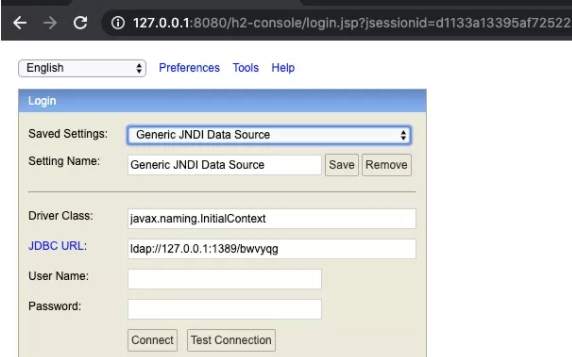 127.0.0.1:8080/h2-console/login.jsp?jsessionid=d1133a13395af72522
English Preferences Tools Help
Login
Saved Settings: Generic JNDI Data Source
Setting Name: Generic JNDI Data Source Save Remove
Driver Class: javax.naming.InitialContext
JDBC URL: ldap://127.0.0.1:1389/bwvyqg
User Name:
Password:
Connect Test Connection